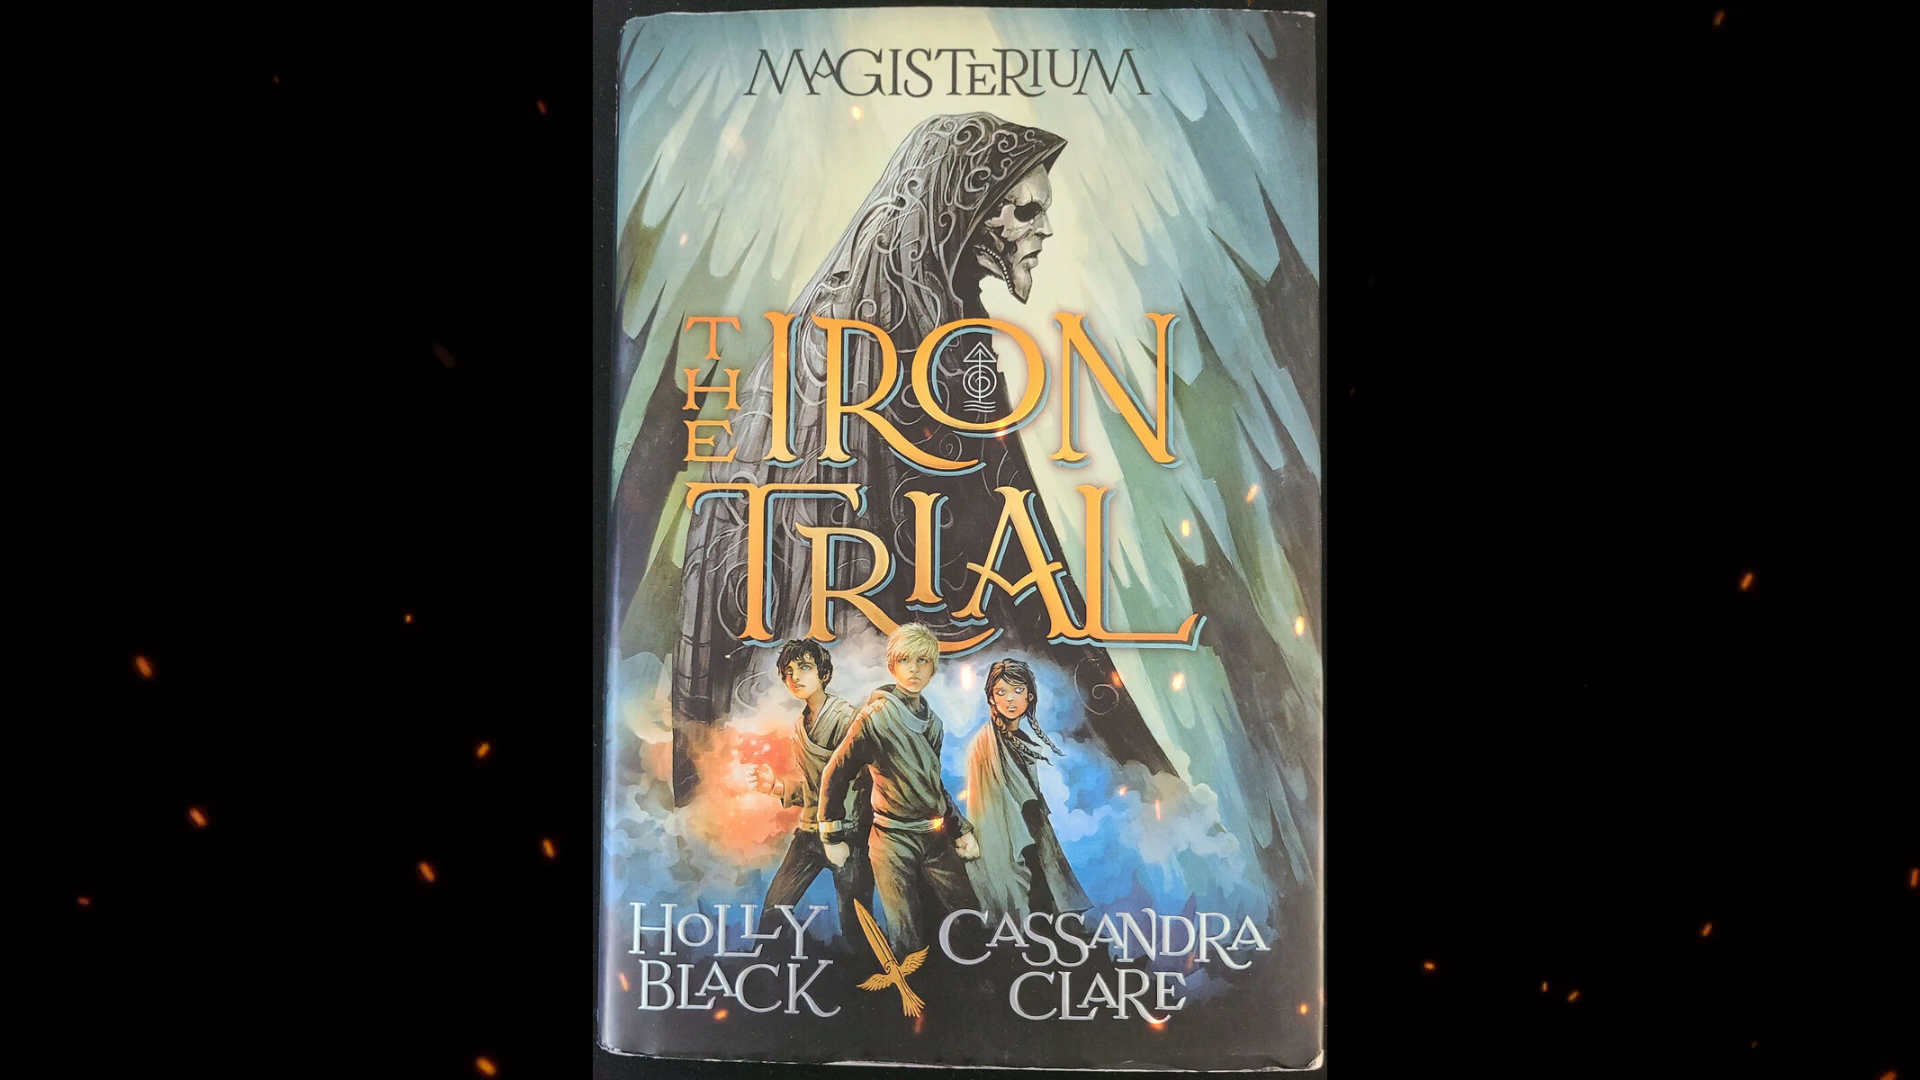 MAGISTERIUM
THE IRON
TRIAL
HOLLY
BLACK
CASSANDRA
CLARE